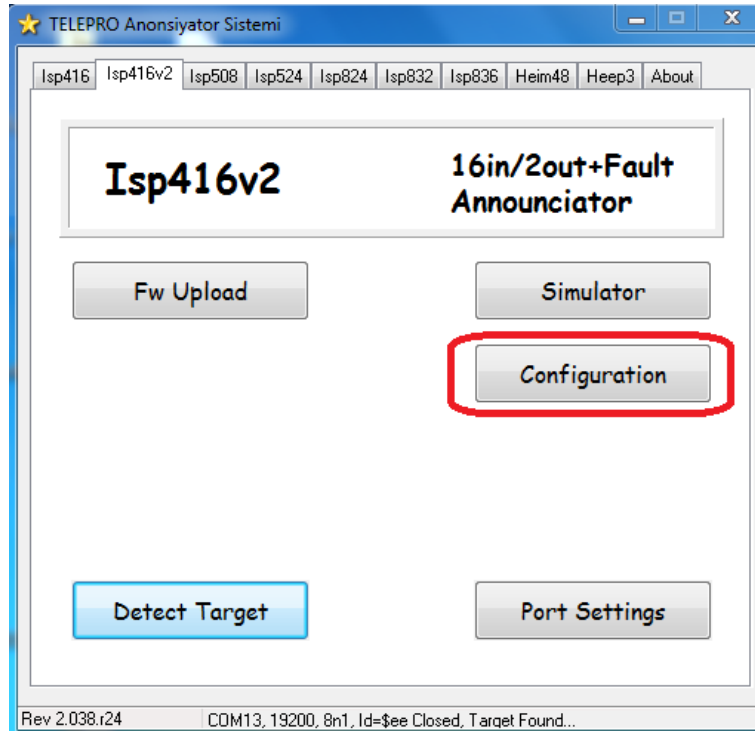 TELEPRO Anonsiyator Sistemi
Isp416 Isp416v2 Isp508 Isp524 Isp824 Isp832 Isp836 Heim48 Heep3 About
Isp416v2
16in/2out+Fault
Announciator
Fw Upload
Simulator
Configuration
Detect Target
Port Settings
Rev 2.038.r24
COM13, 19200, 8n1, Id=$ee Closed, Target Found...